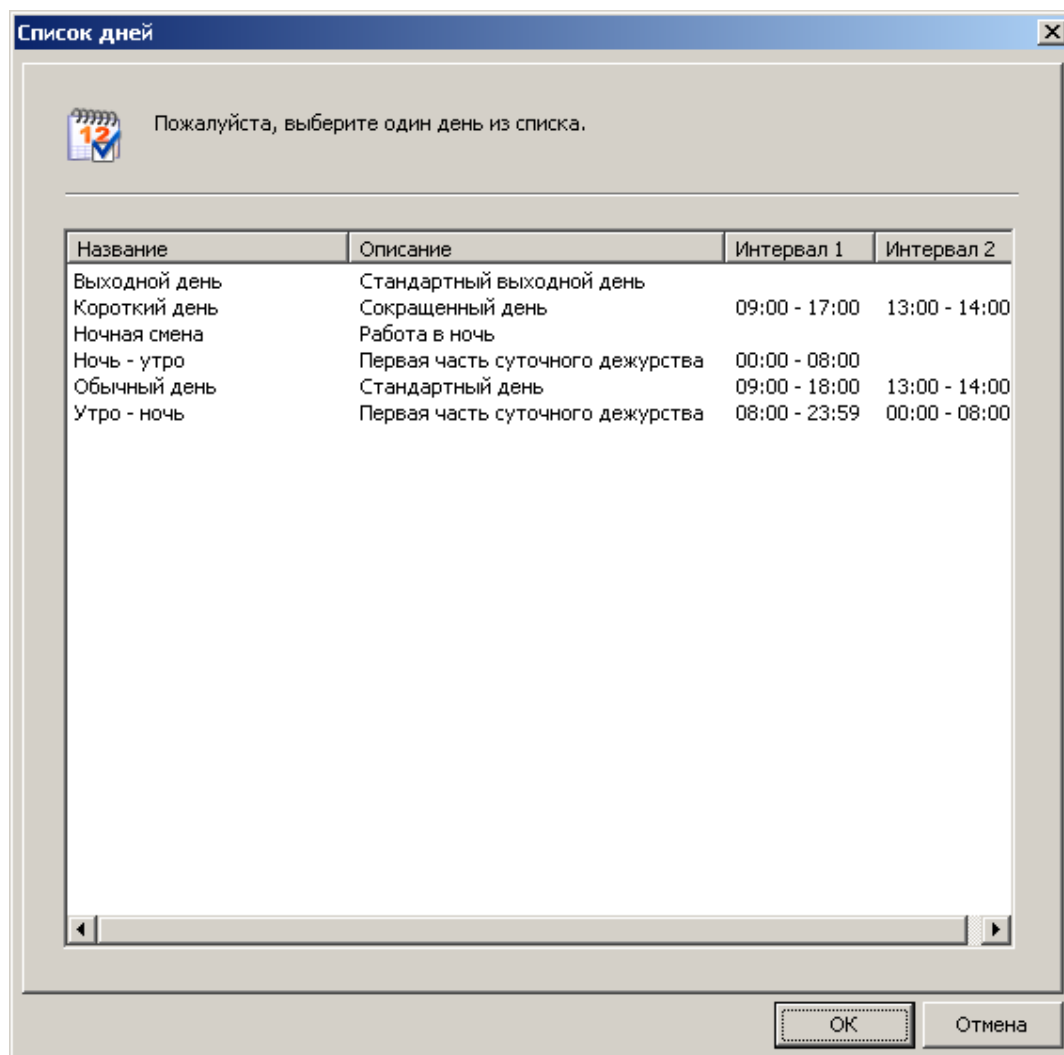 Список дней
12
Пожалуйста, выберите один день из списка.
Название Описание Интервал 1 Интервал 2
Выходной день Стандартный выходной день
Короткий день Сокращенный день 09:00 - 17:00 13:00 - 14:00
Ночная смена Работа в ночь
Ночь - утро Первая часть суточного дежурства 00:00 - 08:00
Обычный день Стандартный день 09:00 - 18:00 13:00 - 14:00
Утро - ночь Первая часть суточного дежурства 08:00 - 23:59 00:00 - 08:00
OK Отмена